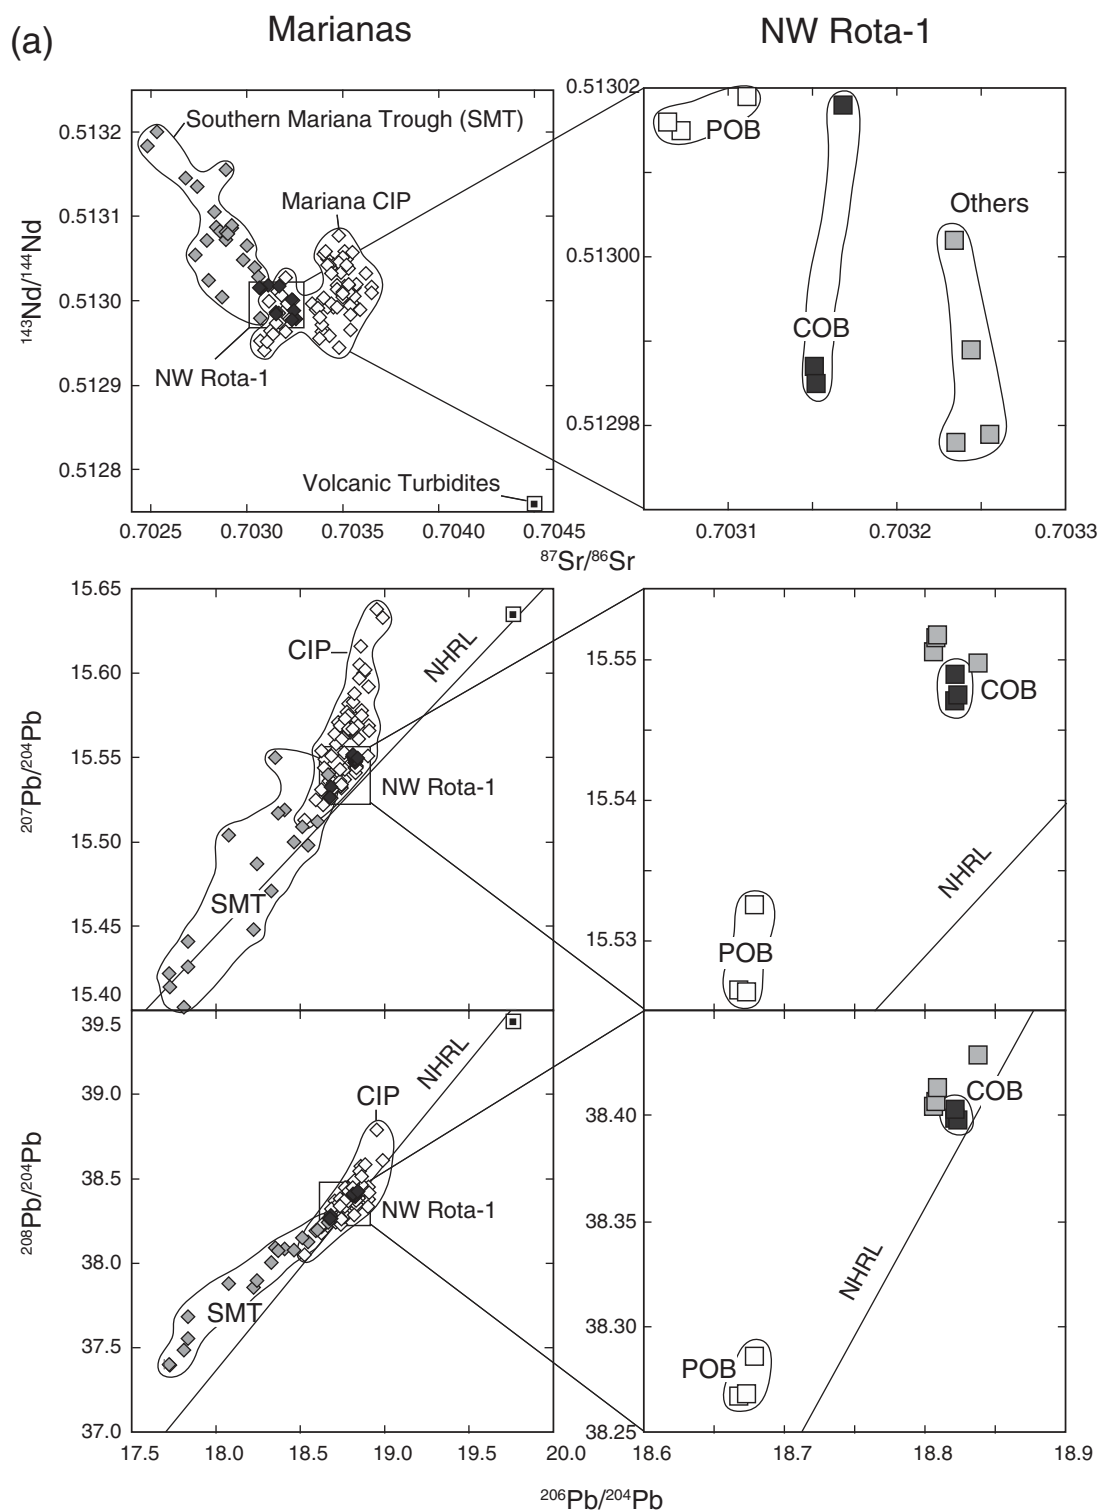 (a)
Marianas
NW Rota-1
0.5132
0.5131
0.5130
0.5129
0.5128
143Nd/144Nd
Southern Mariana Trough (SMT)
Mariana CIP
NW Rota-1
Volcanic Turbidites
0.7025
0.7030
0.7035
0.7040
0.7045
0.51302
0.51300
0.51298
POB
COB
Others
0.7031
0.7032
0.7033
87Sr/86Sr
15.65
15.60
15.55
15.50
15.45
15.40
207Pb/204Pb
CIP
NHRL
NW Rota-1
SMT
15.55
15.54
15.53
COB
NHRL
POB
39.5
39.0
38.5
38.0
37.5
37.0
208Pb/204Pb
NHRL
CIP
NW Rota-1
SMT
17.5
18.0
18.5
19.0
19.5
20.0
38.40
38.35
38.30
38.25
COB
NHRL
POB
18.6
18.7
18.8
18.9
206Pb/204Pb